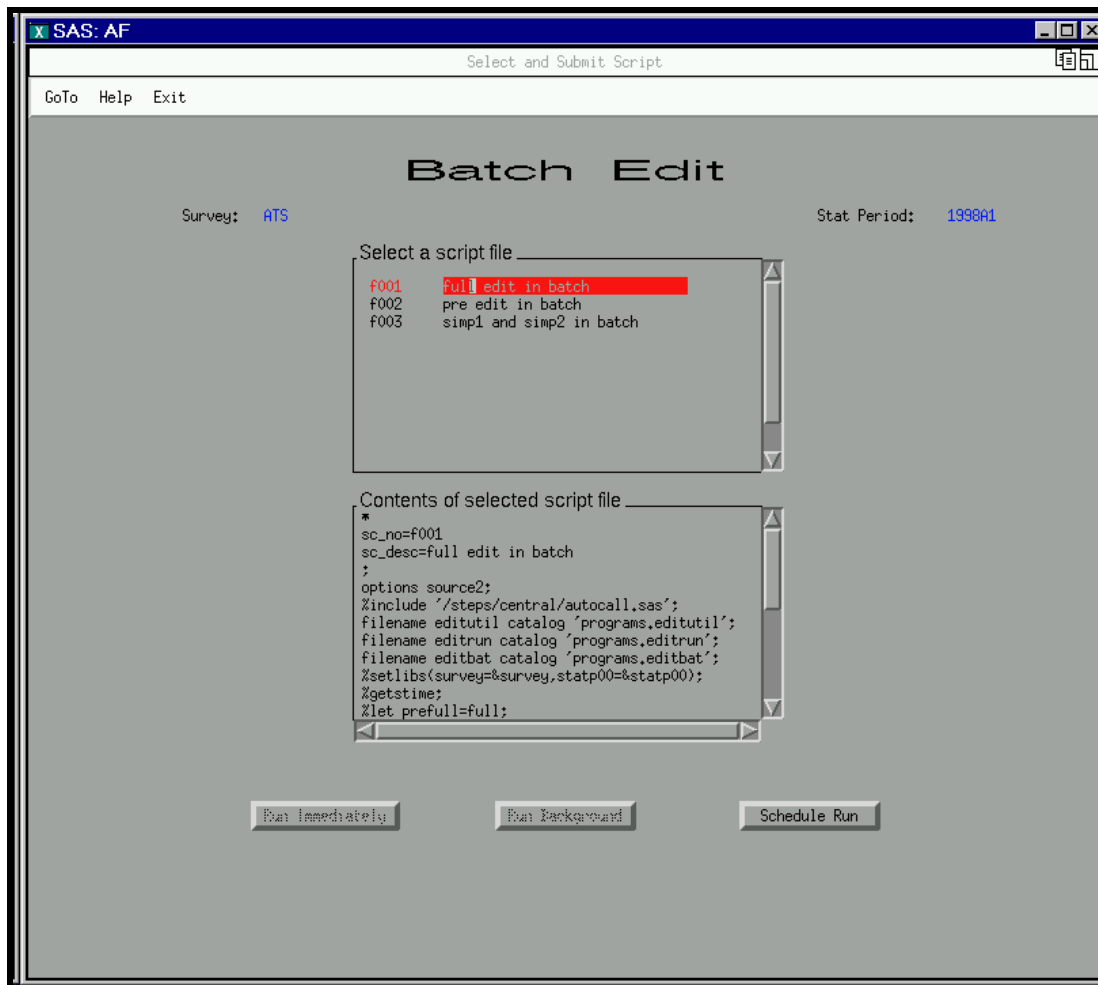 SAS: AF
Select and Submit Script
GoTo Help Exit
Batch Edit
Survey: ATS Stat Period: 1998A1
Select a script file
f001 full edit in batch
f002 pre edit in batch
f003 simp1 and simp2 in batch
Contents of selected script file
*
sc_no=f001
sc_desc=full edit in batch
;
options source2;
%include '/steps/central/autocall.sas';
filename editutil catalog 'programs.editutil';
filename editrun catalog 'programs.editrun';
filename editbat catalog 'programs.editbat';
%setlibs(survey=&survey,statp00=&statp00);
%getstime;
%let prefull=full;
Run Immediately Run Background Schedule Run